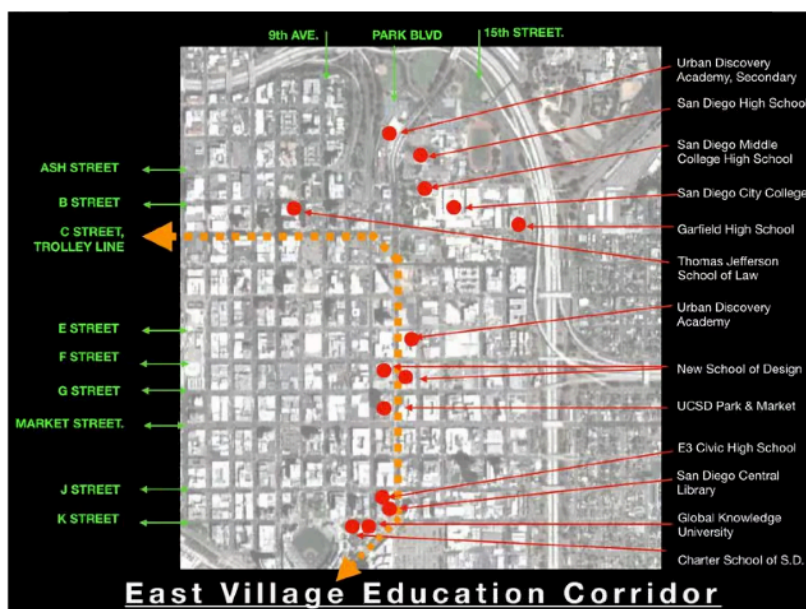 9th AVE.
PARK BLVD
15th STREET.
ASH STREET
B STREET
C STREET,
TROLLEY LINE
E STREET
F STREET
G STREET
MARKET STREET.
J STREET
K STREET
Urban Discovery
Academy, Secondary
San Diego High School
San Diego Middle
College High School
San Diego City College
Garfield High School
Thomas Jefferson
School of Law
Urban Discovery
Academy
New School of Design
UCSD Park & Market
E3 Civic High School
San Diego Central
Library
Global Knowledge
University
Charter School of S.D.
East Village Education Corridor